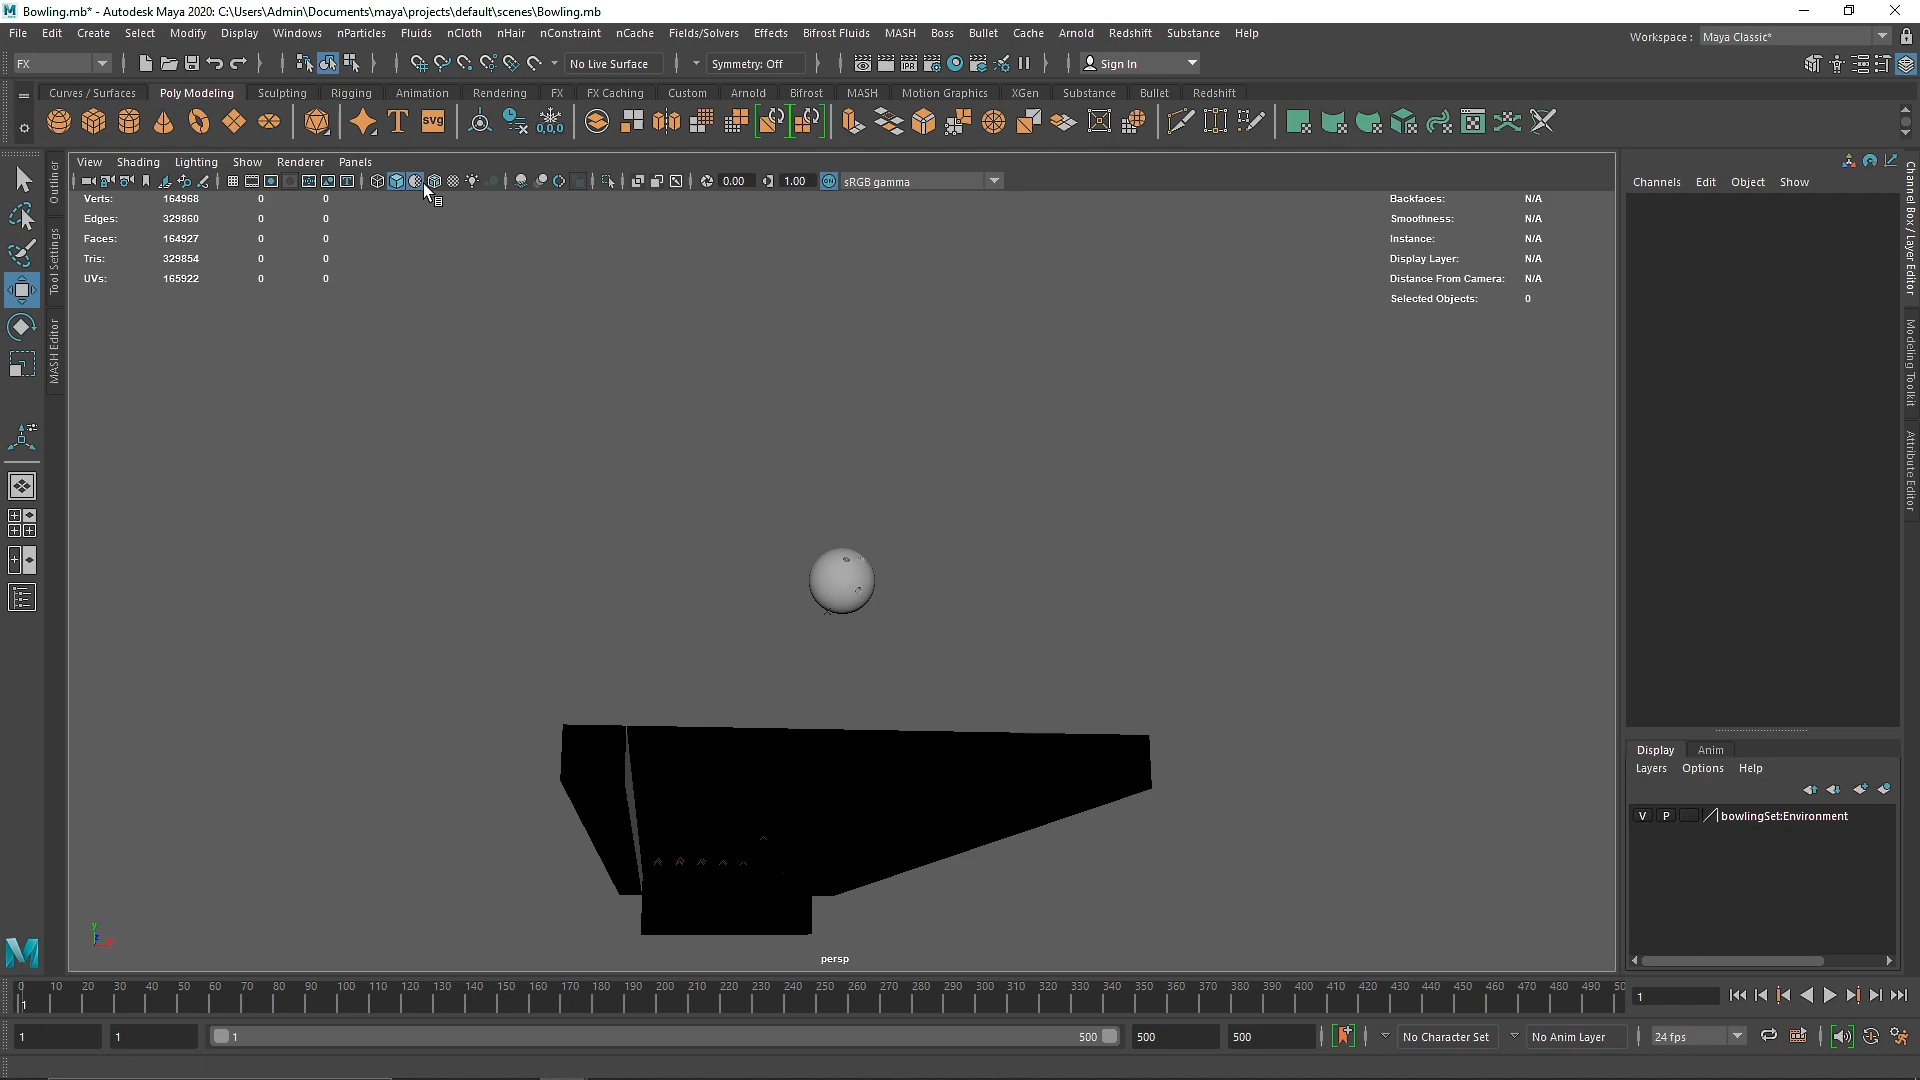 Bowling.mb* - Autodesk Maya 2020: C:\Users\Admin\Documents\maya\projects\default\scenes\Bowling.mb
File Edit Create Select Modify Display Windows nParticles Fluids nCloth nHair nConstraint nCache Fields/Solvers Effects Bifrost Fluids MASH Boss Bullet Cache Arnold Redshift Substance Help
Workspace : Maya Classic*
FX No Live Surface Symmetry: Off IPR Sign In
Curves / Surfaces Poly Modeling Sculpting Rigging Animation Rendering FX FX Caching Custom Arnold Bifrost MASH Motion Graphics XGen Substance Bullet Redshift
T SVG 0,0,0
View Shading Lighting Show Renderer Panels
0.00 1.00 ON sRGB gamma
Channels Edit Object Show
Outliner
Tool Settings
MASH Editor
Verts: 164968 0 0
Edges: 329860 0 0
Faces: 164927 0 0
Tris: 329854 0 0
UVs: 165922 0 0
Backfaces: N/A
Smoothness: N/A
Instance: N/A
Display Layer: N/A
Distance From Camera: N/A
Selected Objects: 0
Channel Box / Layer Editor
Modeling Toolkit
Attribute Editor
Display Anim
Layers Options Help
V P bowlingSet:Environment
y
persp
M
0 10 20 30 40 50 60 70 80 90 100 110 120 130 140 150 160 170 180 190 200 210 220 230 240 250 260 270 280 290 300 310 320 330 340 350 360 370 380 390 400 410 420 430 440 450 460 470 480 490 50
1
1
1 1 1 500 500 500 No Character Set No Anim Layer 24 fps